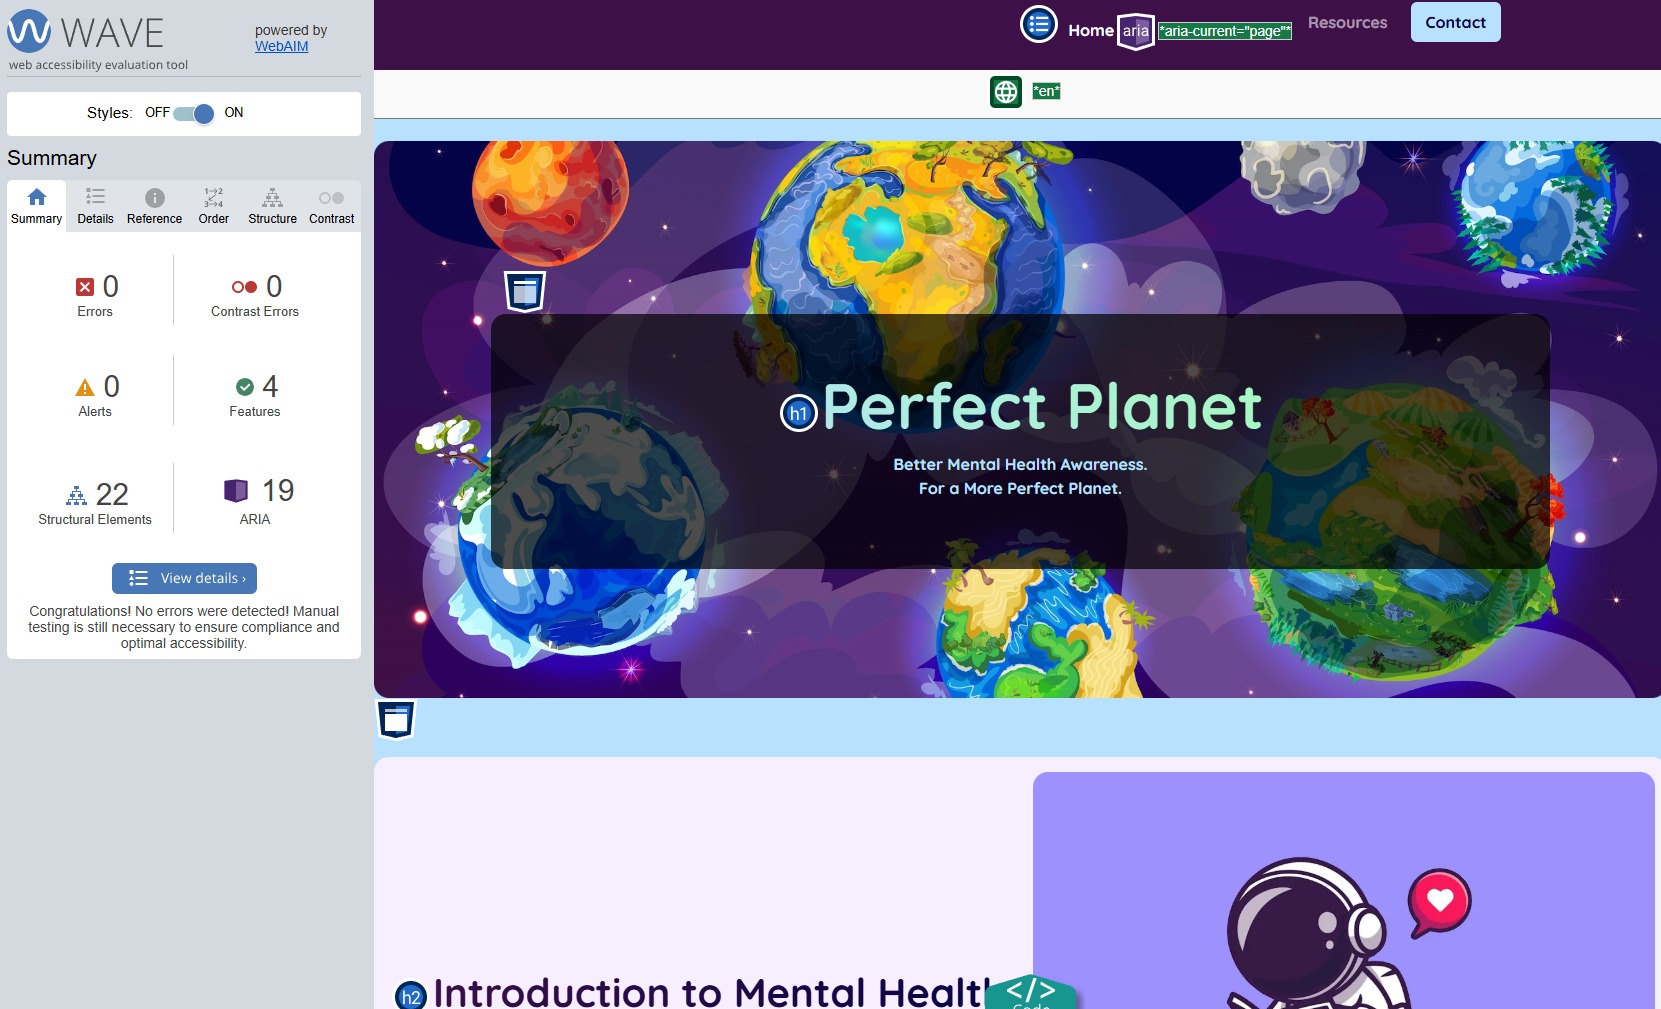 WAVE
powered by
WebAIM
web accessibility evaluation tool
Styles: OFF ON
Summary
Summary Details Reference Order Structure Contrast
0
Errors
0
Contrast Errors
0
Alerts
4
Features
22
Structural Elements
19
ARIA
View details ›
Congratulations! No errors were detected! Manual
testing is still necessary to ensure compliance and
optimal accessibility.
Home aria *aria-current="page"* Resources Contact
*en*
h1 Perfect Planet
Better Mental Health Awareness.
For a More Perfect Planet.
h2 Introduction to Mental Health
</> 
Code